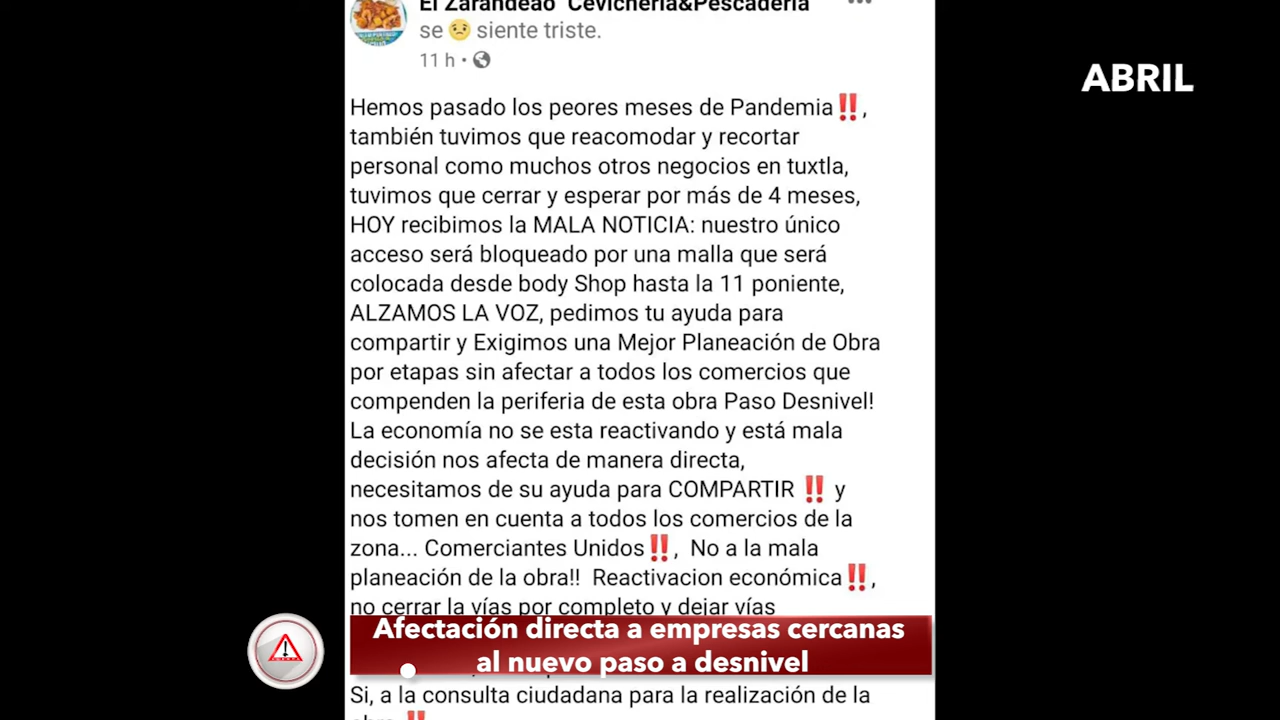 El Zarandeao Cevichería&Pescadería
se 😟 siente triste.
11 h •
ABRIL
Hemos pasado los peores meses de Pandemia‼️,
también tuvimos que reacomodar y recortar
personal como muchos otros negocios en tuxtla,
tuvimos que cerrar y esperar por más de 4 meses,
HOY recibimos la MALA NOTICIA: nuestro único
acceso será bloqueado por una malla que será
colocada desde body Shop hasta la 11 poniente,
ALZAMOS LA VOZ, pedimos tu ayuda para
compartir y Exigimos una Mejor Planeación de Obra
por etapas sin afectar a todos los comercios que
compenden la periferia de esta obra Paso Desnivel!
La economía no se esta reactivando y está mala
decisión nos afecta de manera directa,
necesitamos de su ayuda para COMPARTIR ‼️ y
nos tomen en cuenta a todos los comercios de la
zona... Comerciantes Unidos‼️, No a la mala
planeación de la obra!! Reactivacion económica‼️,
no cerrar la vías por completo y dejar vías
Afectación directa a empresas cercanas
al nuevo paso a desnivel
Si, a la consulta ciudadana para la realización de la